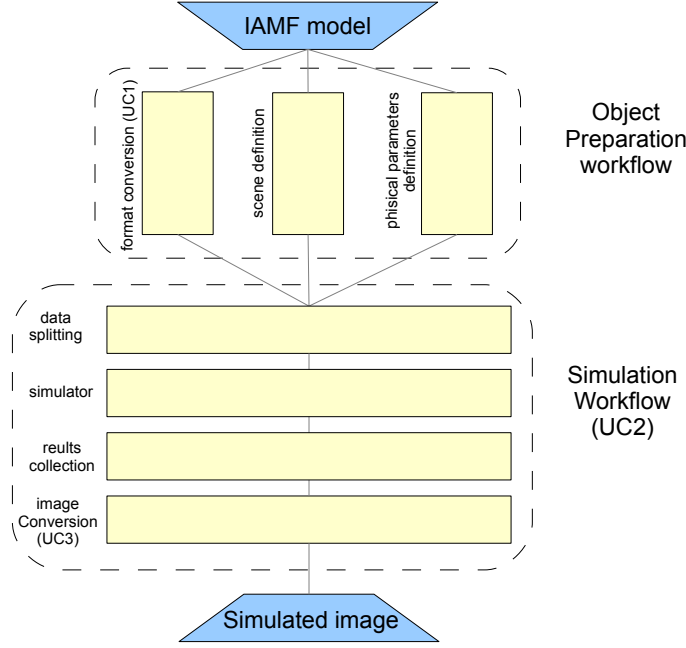 IAMF model
format conversion (UC1)
scene definition
phisical parameters
definition
Object
Preparation
workflow
data
splitting
simulator
reults
collection
image
Conversion
(UC3)
Simulation
Workflow
(UC2)
Simulated image